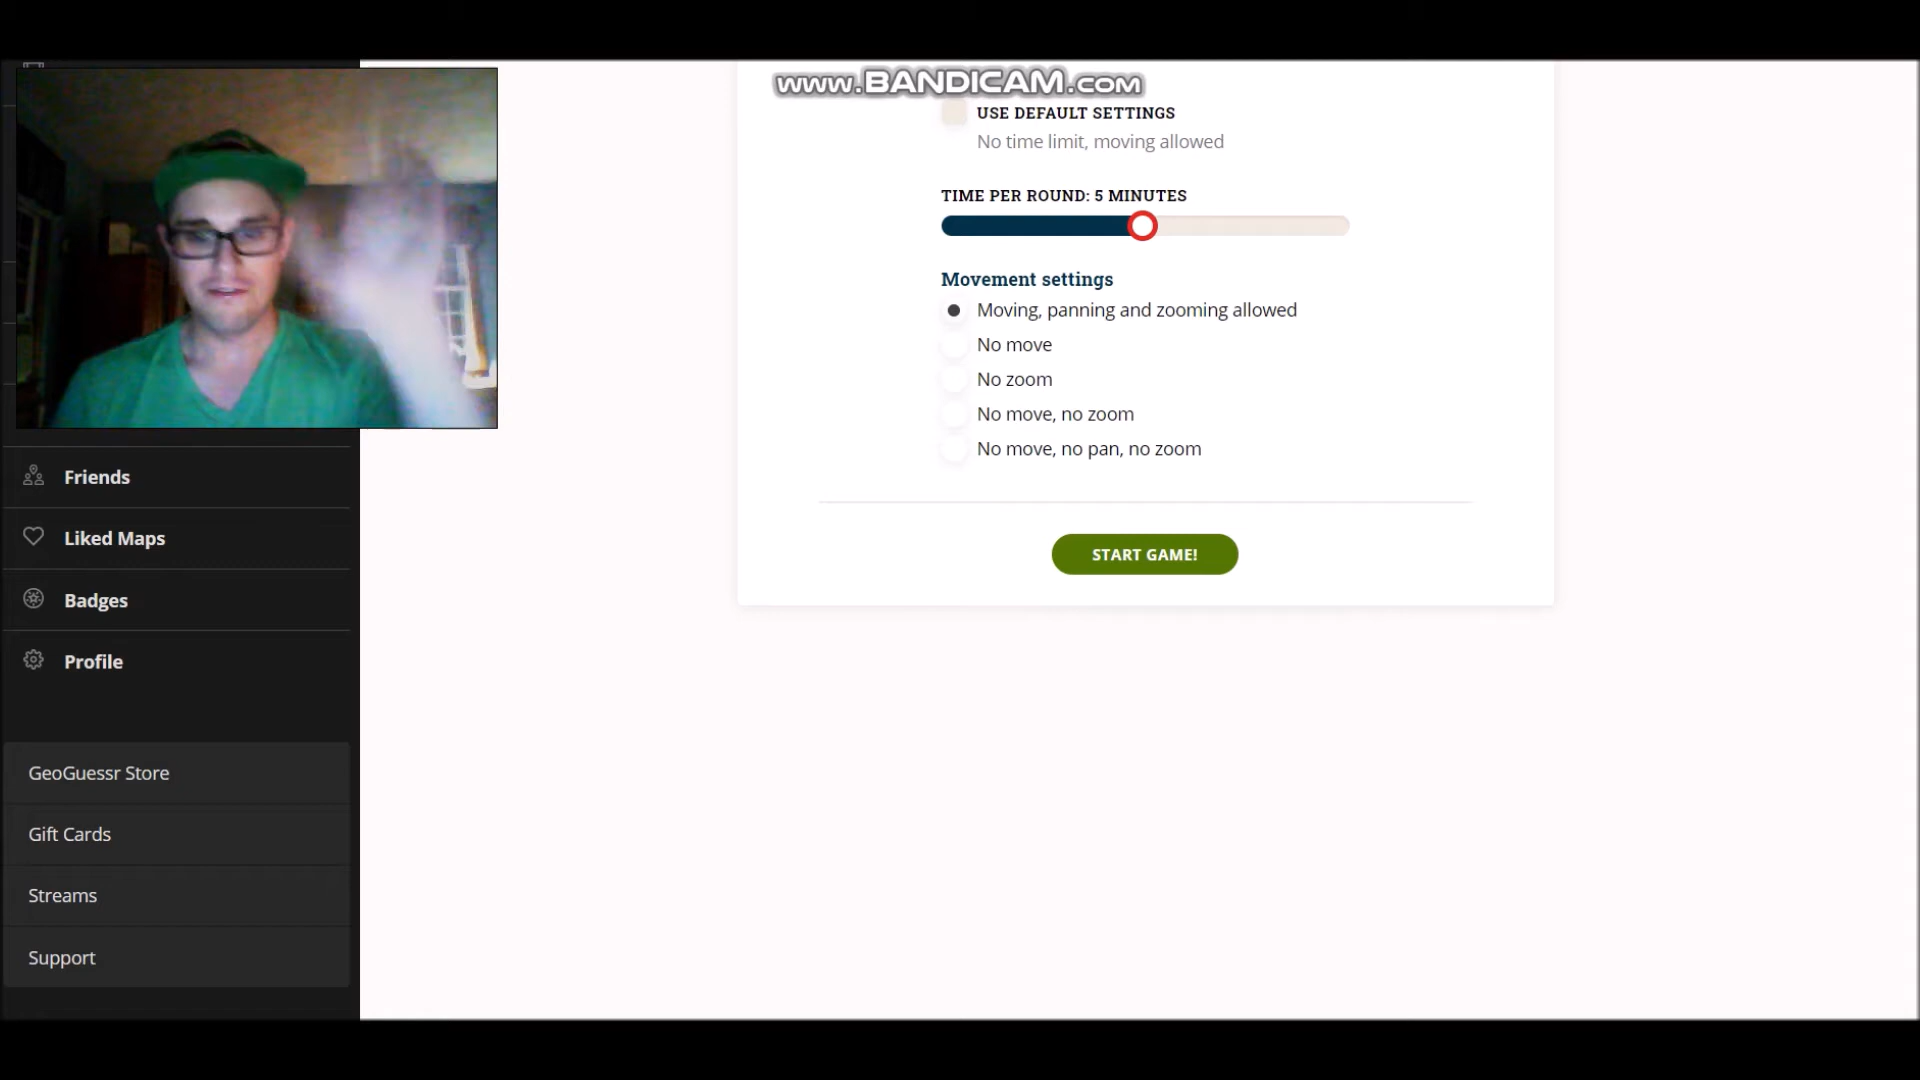 www.BANDICAM.com
USE DEFAULT SETTINGS
No time limit, moving allowed
TIME PER ROUND: 5 MINUTES
Movement settings
Moving, panning and zooming allowed
No move
No zoom
No move, no zoom
No move, no pan, no zoom
START GAME!
Friends
Liked Maps
Badges
Profile
GeoGuessr Store
Gift Cards
Streams
Support